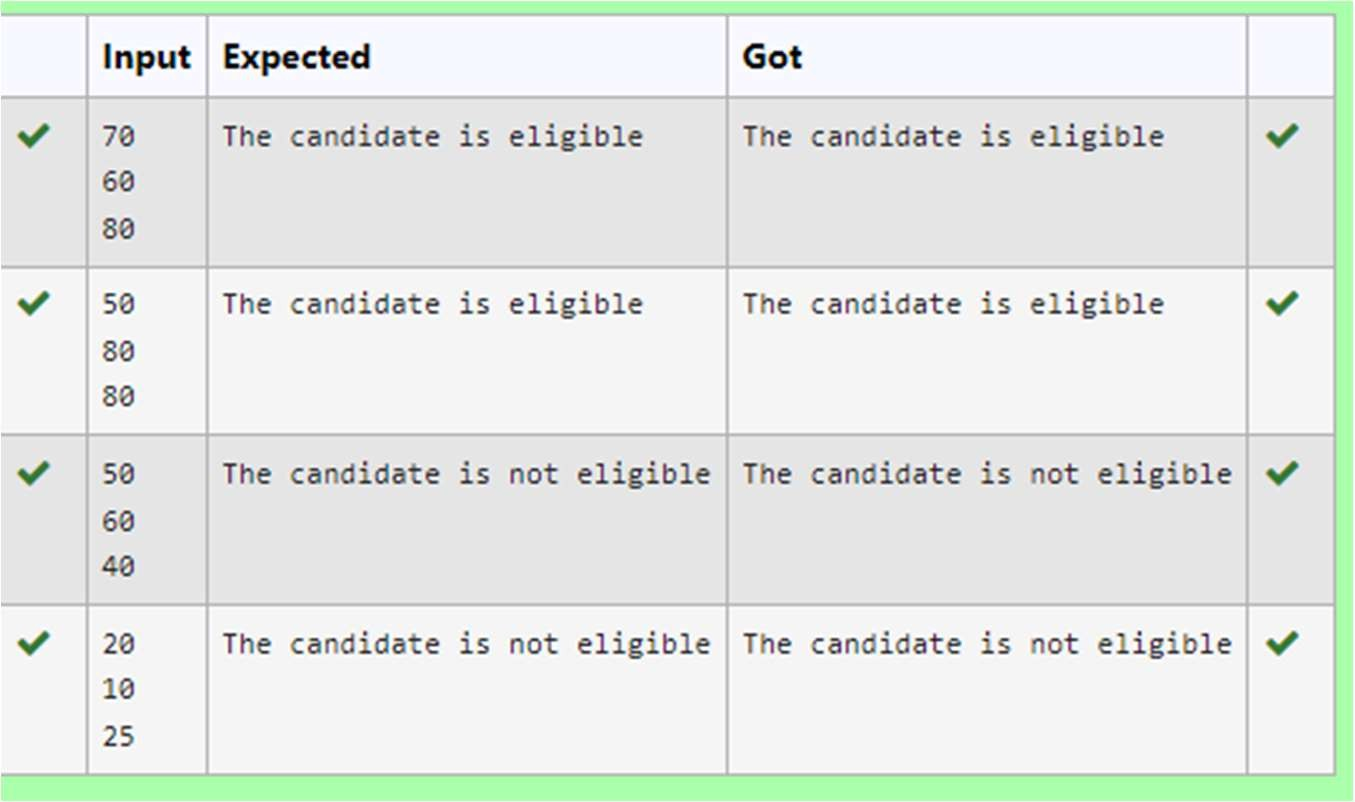 Input Expected Got
70 The candidate is eligible The candidate is eligible
60
80
50 The candidate is eligible The candidate is eligible
80
80
50 The candidate is not eligible The candidate is not eligible
60
40
20 The candidate is not eligible The candidate is not eligible
10
25